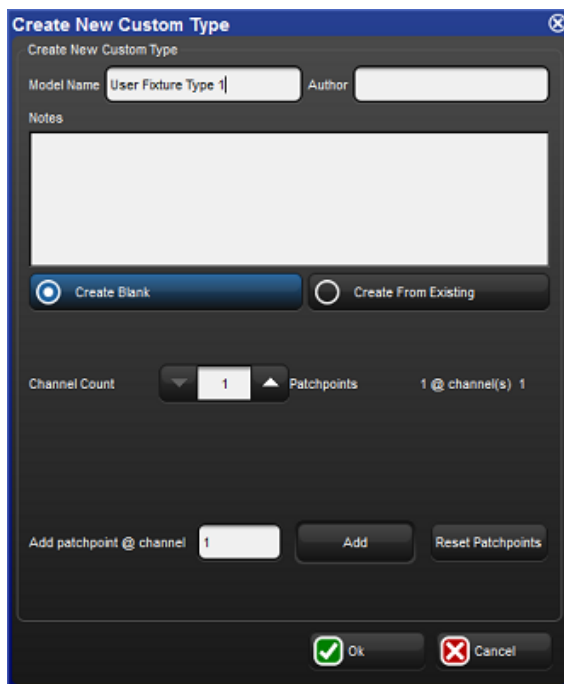 Create New Custom Type
Create New Custom Type
Model Name User Fixture Type 1 Author
Notes
Create Blank Create From Existing
Channel Count 1 Patchpoints 1 @ channel(s) 1
Add patchpoint @ channel 1 Add Reset Patchpoints
Ok Cancel